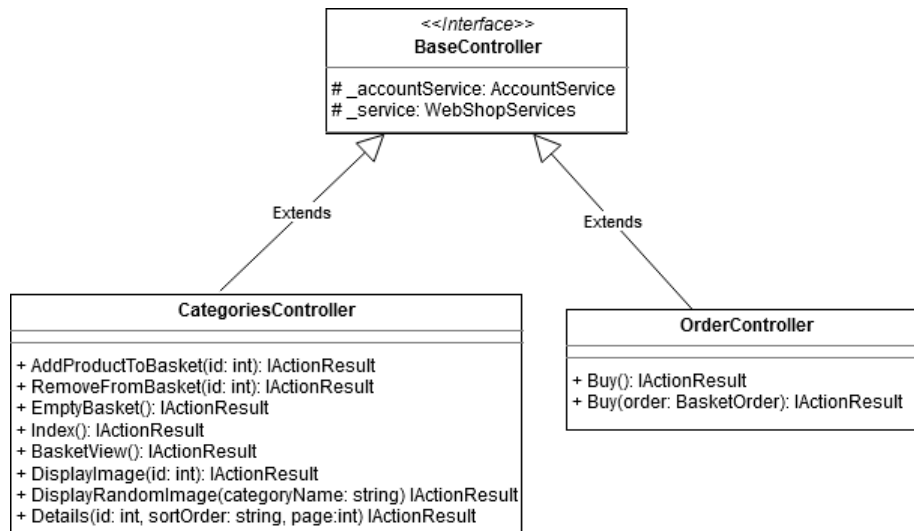 <<Interface>>
BaseController
# _accountService: AccountService
# _service: WebShopServices
Extends
Extends
CategoriesController
+ AddProductToBasket(id: int): IActionResult
+ RemoveFromBasket(id: int): IActionResult
+ EmptyBasket(): IActionResult
+ Index(): IActionResult
+ BasketView(): IActionResult
+ DisplayImage(id: int): IActionResult
+ DisplayRandomImage(categoryName: string) IActionResult
+ Details(id: int, sortOrder: string, page:int) IActionResult
OrderController
+ Buy(): IActionResult
+ Buy(order: BasketOrder): IActionResult